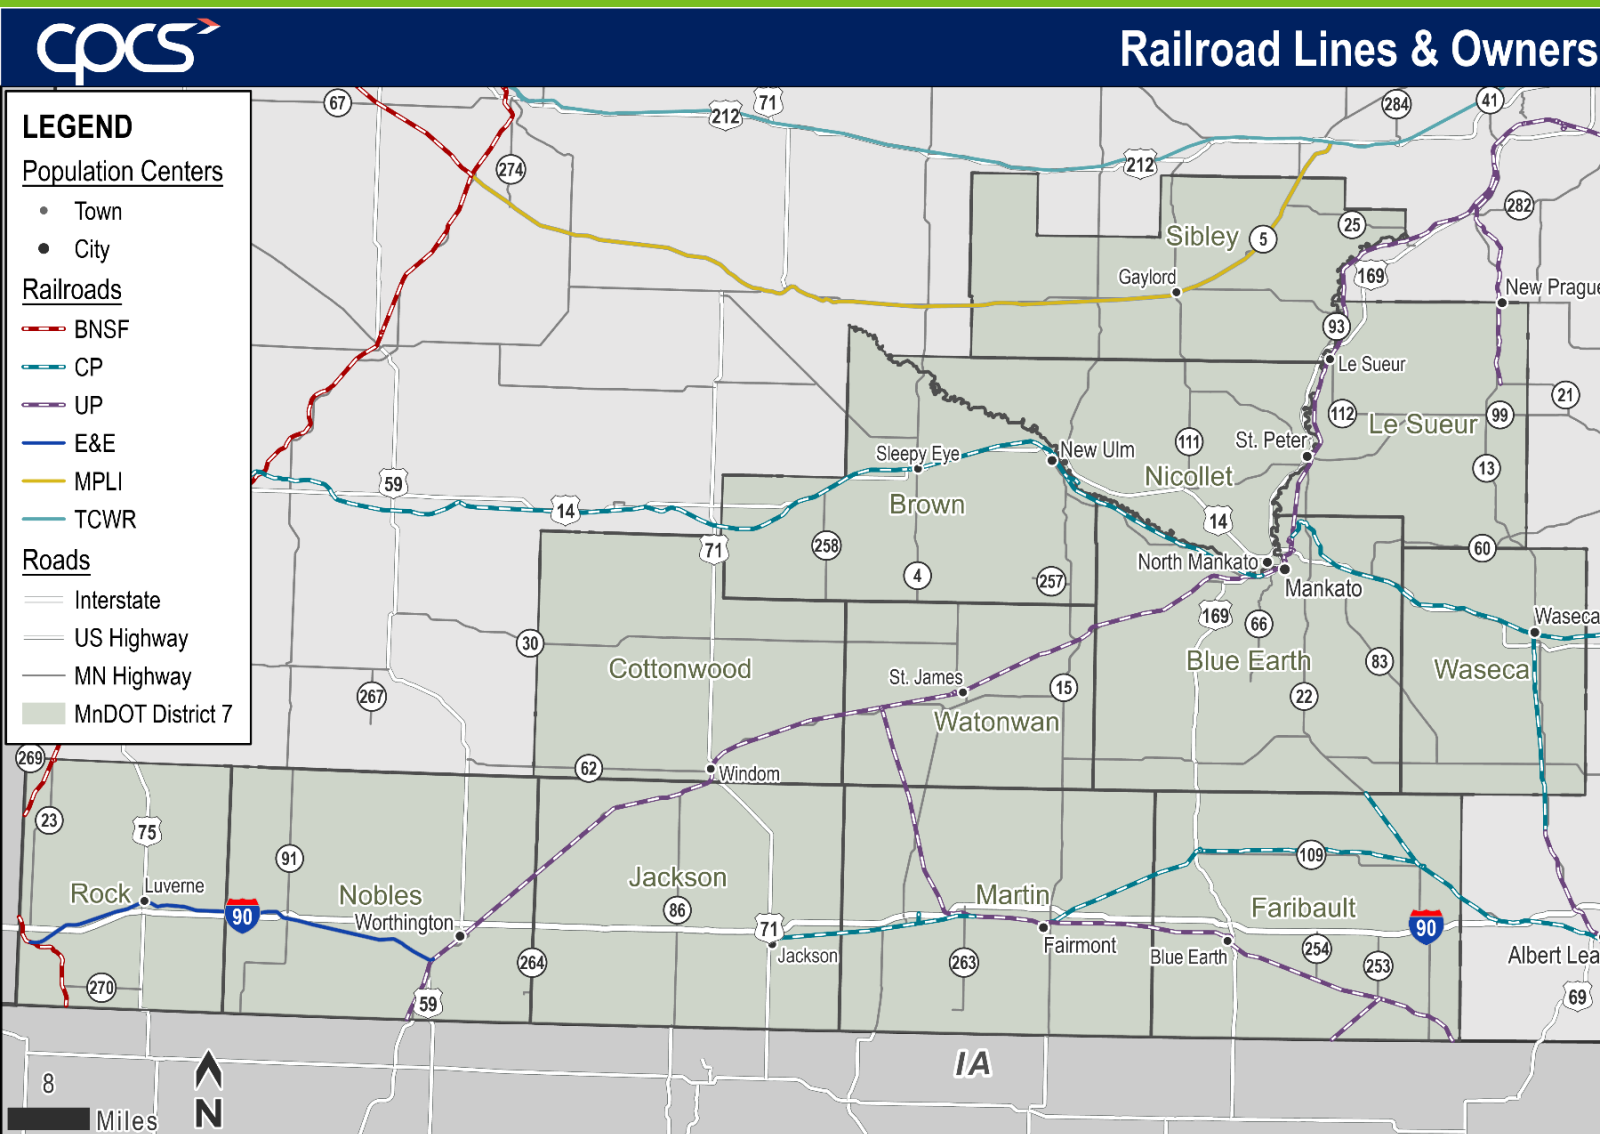 cpcs
Railroad Lines & Owners
LEGEND
Population Centers
Town
City
Railroads
BNSF
CP
UP
E&E
MPLI
TCWR
Roads
Interstate
US Highway
MN Highway
MnDOT District 7
67
212
71
284
41
274
212
282
25
Sibley
5
169
Gaylord
New Prague
93
Le Sueur
21
112
99
Le Sueur
111
St. Peter
New Ulm
Sleepy Eye
13
Nicollet
59
Brown
14
14
258
71
60
North Mankato
4
257
Mankato
169
66
Waseca
30
Cottonwood
Blue Earth
83
Waseca
St. James
267
15
22
Watonwan
269
62
Windom
23
75
91
109
Rock
Luverne
Nobles
Jackson
Martin
Faribault
90
Worthington
86
71
90
Jackson
Fairmont
Blue Earth
254
Albert Lea
264
263
253
270
59
69
IA
8
Miles
N